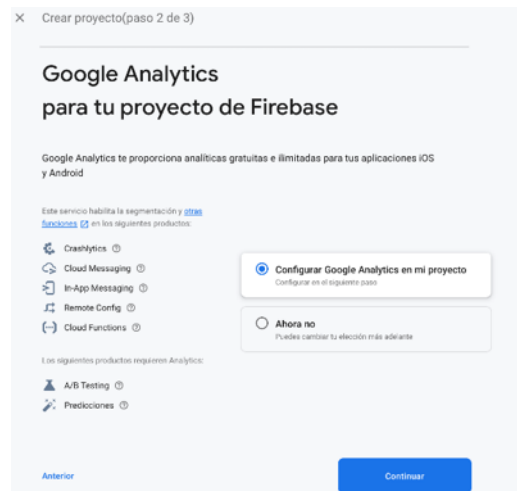 Crear proyecto(paso 2 de 3)
Google Analytics
para tu proyecto de Firebase
Google Analytics te proporciona analíticas gratuitas e ilimitadas para tus aplicaciones iOS
y Android
Este servicio habilita la segmentación y otras
funciones en los siguientes productos:
Crashlytics
Cloud Messaging
In-App Messaging
Remote Config
Cloud Functions
Los siguientes productos requieren Analytics:
A/B Testing
Predicciones
Configurar Google Analytics en mi proyecto
Configurar en el siguiente paso
Ahora no
Puedes cambiar tu elección más adelante
Anterior
Continuar